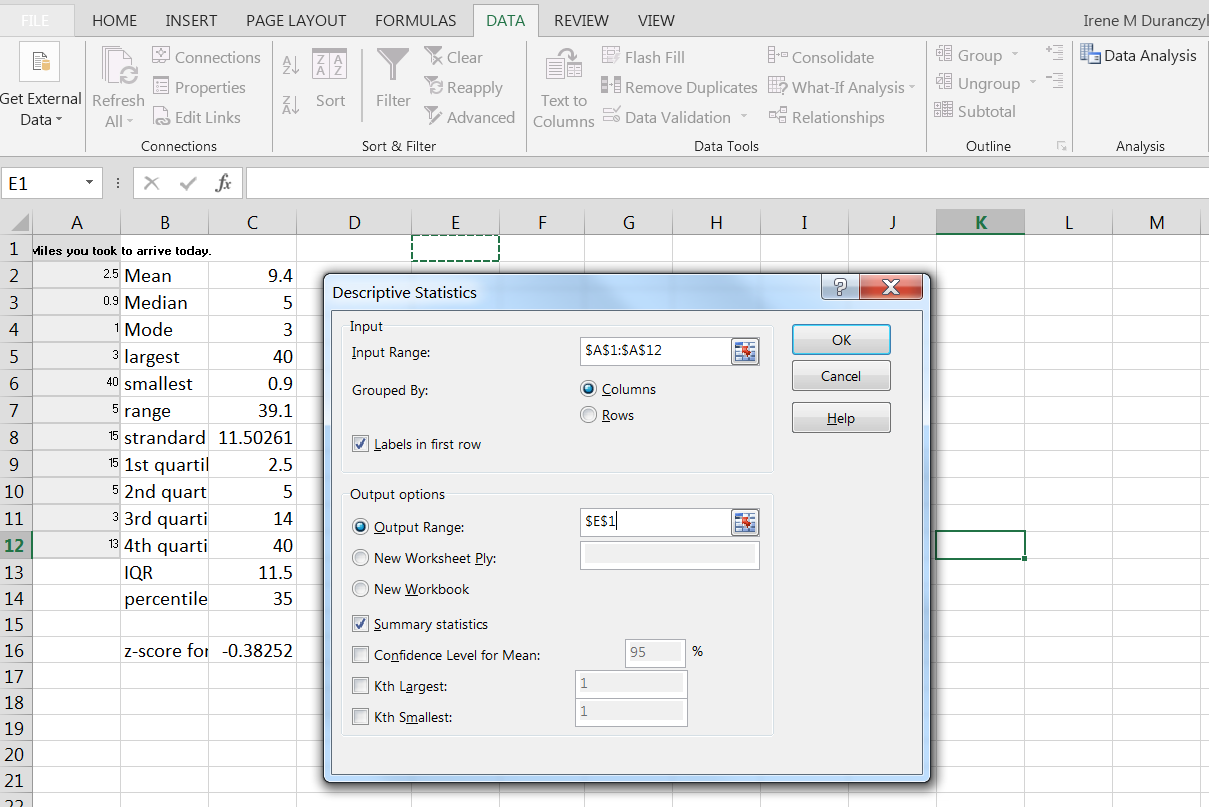 FILE HOME INSERT PAGE LAYOUT FORMULAS DATA REVIEW VIEW Irene M Duranczyk
Get External
Data
Refresh
All
Connections
Properties
Edit Links
Connections
Sort
Filter
Clear
Reapply
Advanced
Sort & Filter
Text to
Columns
Flash Fill
Remove Duplicates
Data Validation
Consolidate
What-If Analysis
Relationships
Data Tools
Group
Ungroup
Subtotal
Outline
Data Analysis
Analysis
E1 fx
A B C D E F G H I J K L M
1 Miles you took to arrive today.
2 2.5 Mean 9.4
3 0.9 Median 5
4 1 Mode 3
5 3 largest 40
6 40 smallest 0.9
7 5 range 39.1
8 15 strandard 11.50261
9 15 1st quartil 2.5
10 5 2nd quart 5
11 3 3rd quarti 14
12 13 4th quarti 40
13 IQR 11.5
14 percentile 35
15
16 z-score for -0.38252
17
18
19
20
21
22
Descriptive Statistics
Input
Input Range: $A$1:$A$12
Grouped By: Columns
Rows
Labels in first row
OK
Cancel
Help
Output options
Output Range: $E$1
New Worksheet Ply:
New Workbook
Summary statistics
Confidence Level for Mean: 95 %
Kth Largest: 1
Kth Smallest: 1